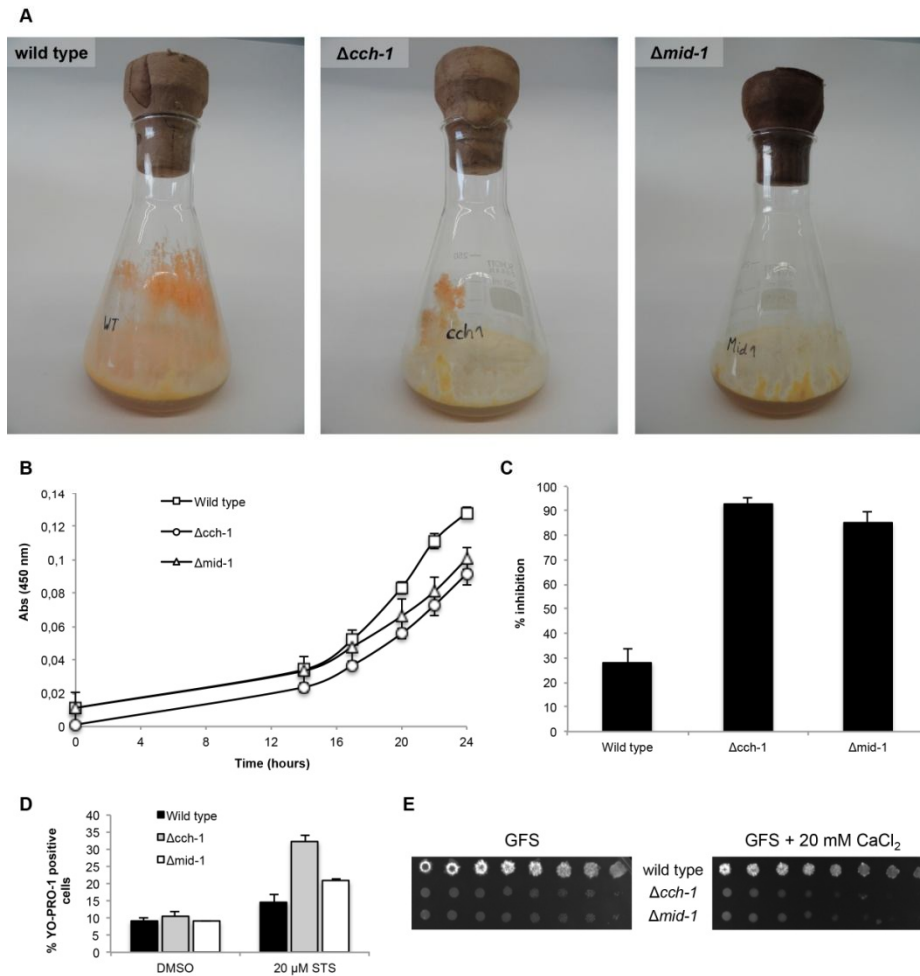 A
wild type
Δcch-1
Δmid-1
WT
cch1
Mid1
B
Abs (450 nm)
0,14
0,12
0,1
0,08
0,06
0,04
0,02
0
Wild type
Δcch-1
Δmid-1
0 4 8 12 16 20 24
Time (hours)
C
% inhibition
100
90
80
70
60
50
40
30
20
10
0
Wild type Δcch-1 Δmid-1
D
% YO-PRO-1 positive
cells
40
35
30
25
20
15
10
5
Wild type
Δcch-1
Δmid-1
DMSO 20 µM STS
E
GFS GFS + 20 mM CaCl₂
wild type
Δcch-1
Δmid-1